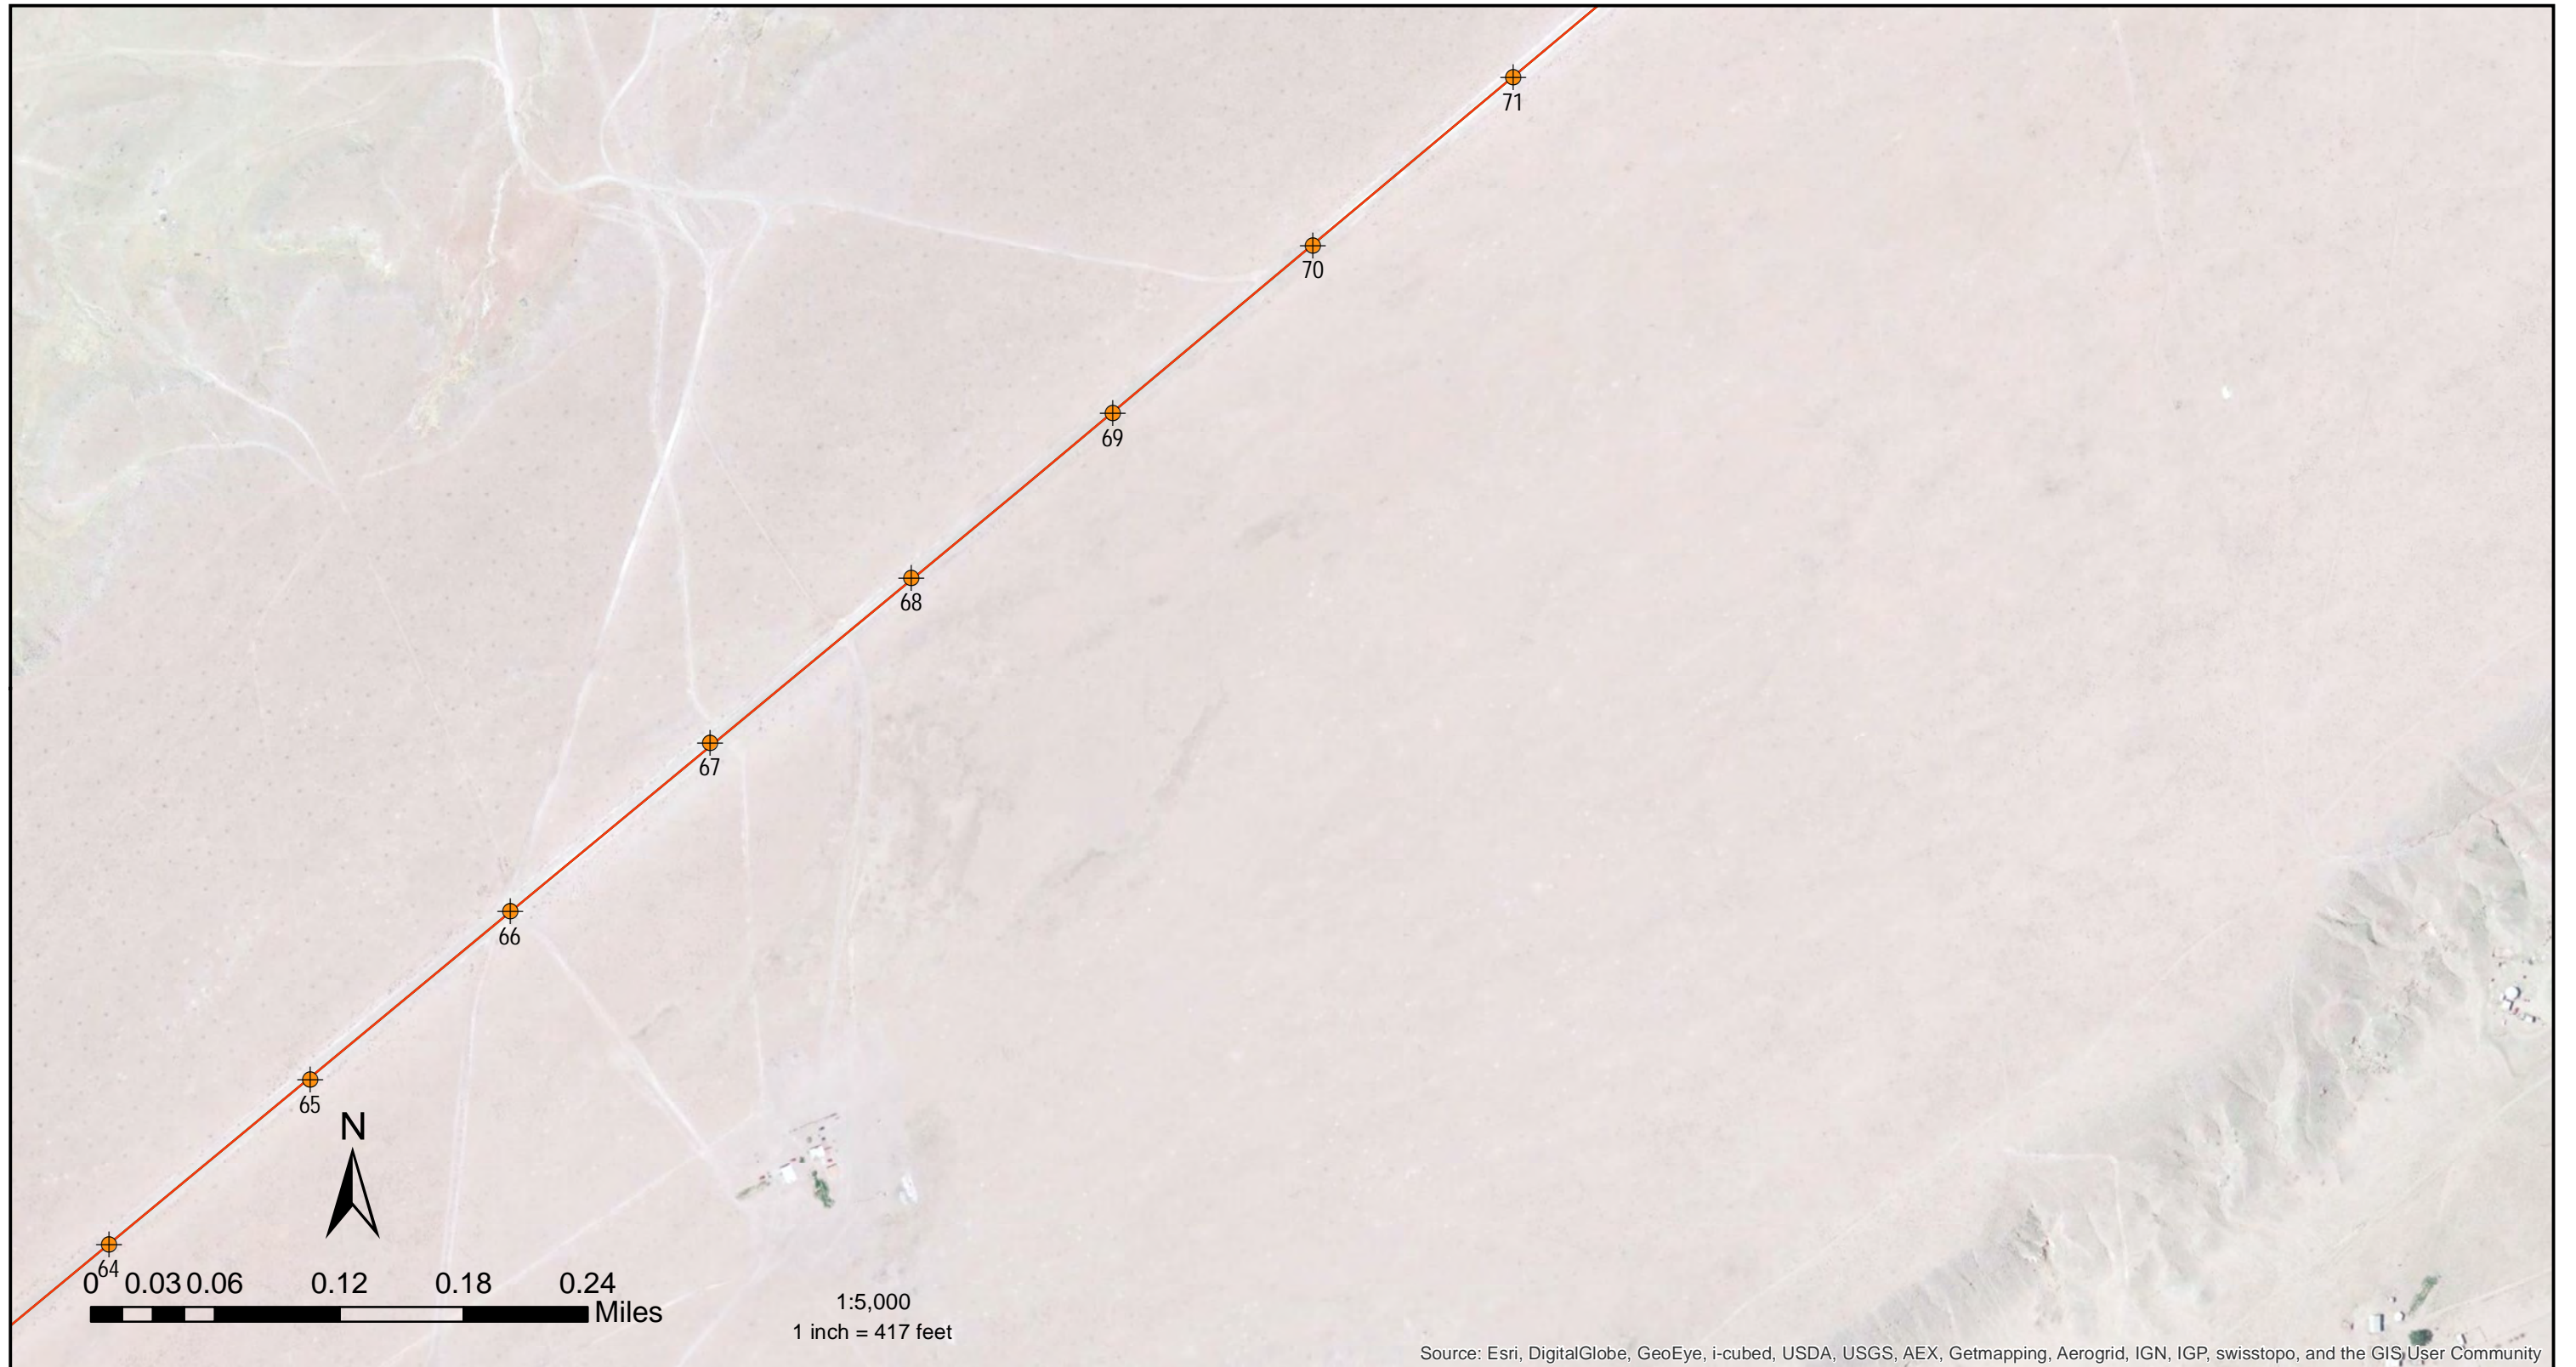 71
70
69
68
67
66
65
N
64
0 0.03 0.06 0.12 0.18 0.24
Miles
1:5,000
1 inch = 417 feet
Source: Esri, DigitalGlobe, GeoEye, i-cubed, USDA, USGS, AEX, Getmapping, Aerogrid, IGN, IGP, swisstopo, and the GIS User Community